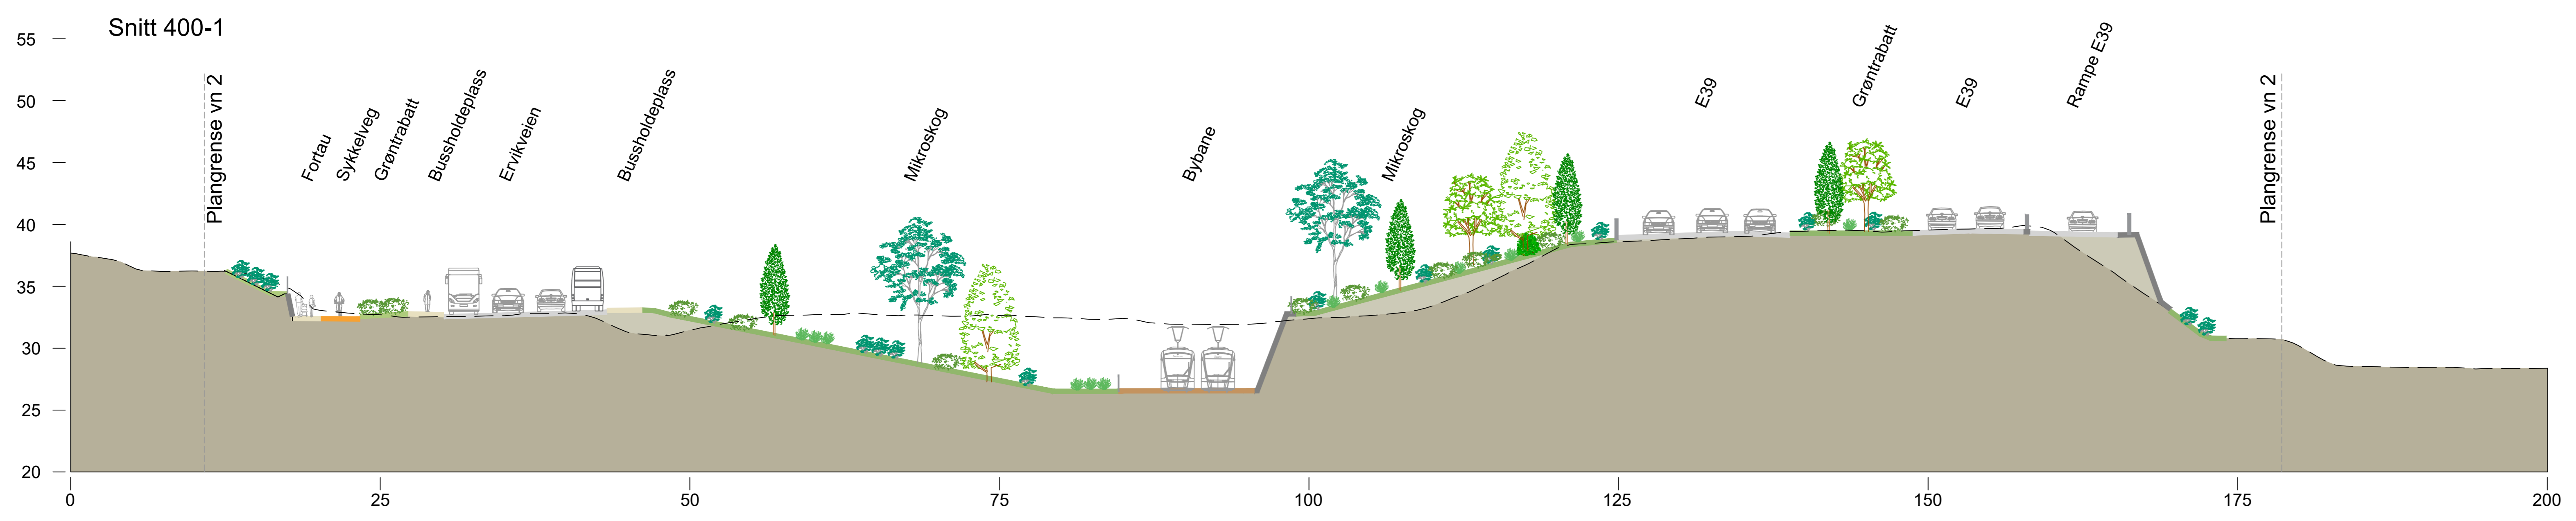 Snitt 400-1
55
50
45
40
35
30
25
20
Plangrense vn 2
Fortau
Sykkelveg
Grøntrabatt
Bussholdeplass
Ervikveien
Bussholdeplass
Mikroskog
Bybane
Mikroskog
E39
Grøntrabatt
E39
Rampe E39
Plangrense vn 2
0
25
50
75
100
125
150
175
200